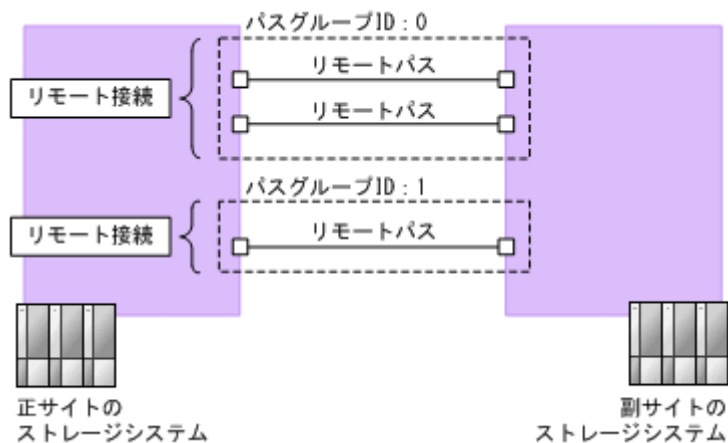 パスグループID：0
リモートパス
リモート接続
リモートパス
パスグループID：1
リモートパス
リモート接続
正サイトの
ストレージシステム
副サイトの
ストレージシステム